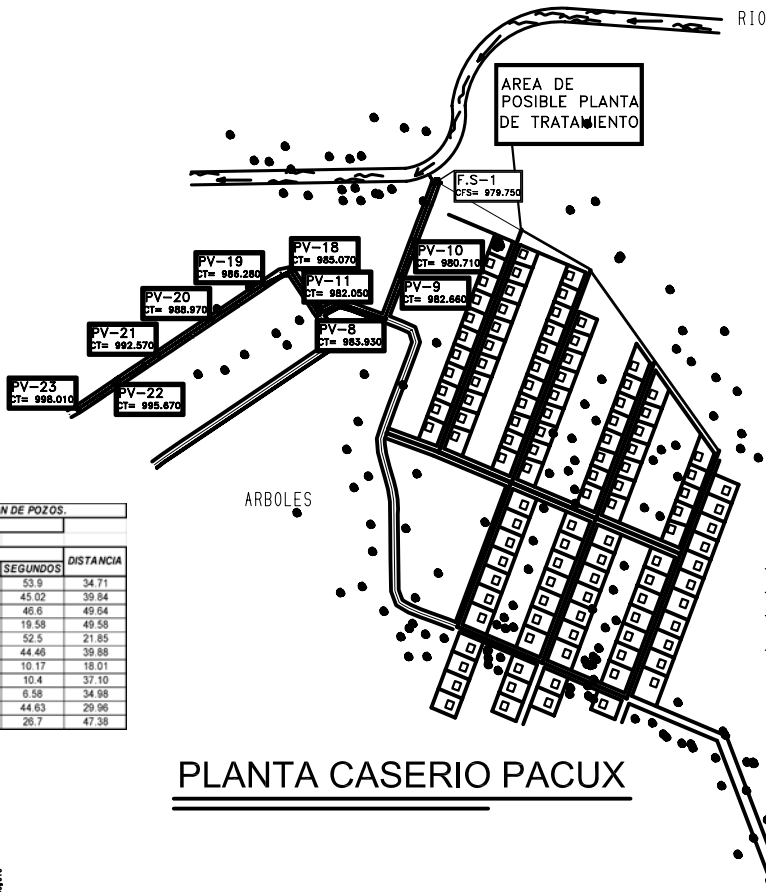 RIO
AREA DE
POSIBLE PLANTA
DE TRATAMIENTO
F.S-1
CFS= 979.750
PV-19
CT= 986.280
PV-18
CT= 985.070
PV-10
CT= 980.710
PV-20
CT= 988.970
PV-11
CT= 982.050
PV-9
CT= 982.660
PV-21
CT= 992.570
PV-8
CT= 983.930
PV-23
CT= 998.010
PV-22
CT= 995.670
ARBOLES
N DE POZOS.
SEGUNDOS DISTANCIA
53.9 34.71
45.02 39.84
46.6 49.64
19.58 49.58
52.5 21.85
44.46 39.88
10.17 18.01
10.4 37.10
6.58 34.98
44.63 29.96
26.7 47.38
PLANTA CASERIO PACUX